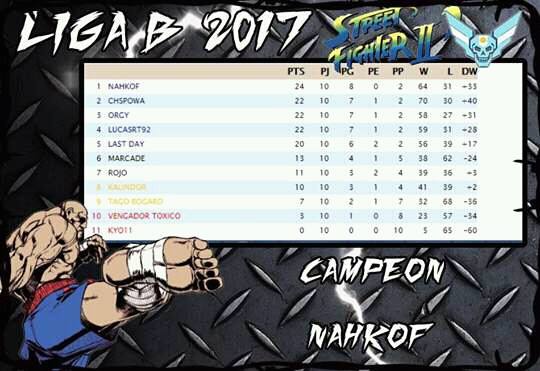 LIGA B 2017
STREET FIGHTER II
PTS PJ PG PE PP W L DW
1 NAHKOF 24 10 8 0 2 64 31 +33
2 CHSPOWA 22 10 7 1 2 70 30 +40
3 ORGY 22 10 7 1 2 58 27 +31
4 LUCASRT92 22 10 7 1 2 59 31 +28
5 LAST DAY 20 10 6 2 2 56 39 +17
6 MARCADE 13 10 4 1 5 38 62 -24
7 ROJO 11 10 3 2 4 39 36 +3
8 KALINDOR 10 10 3 1 4 41 39 +2
9 TAGO BOGARD 7 10 2 1 7 32 68 -36
10 VENGADOR TOXICO 3 10 1 0 8 23 57 -34
11 KYO11 0 10 0 0 10 5 65 -60
CAMPEON
NAHKOF